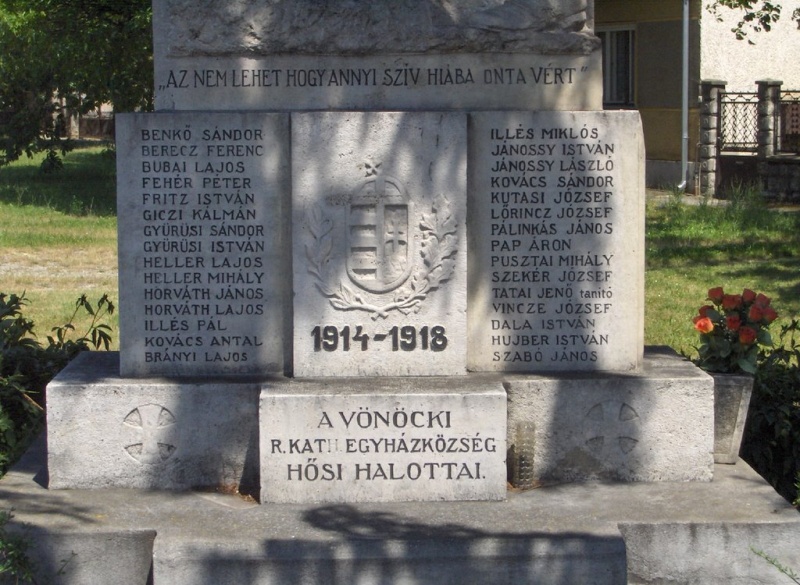 „AZ NEM LEHET HOGY ANNYI SZÍV HIÁBA ONTA VÉRT”
BENKŐ SÁNDOR
BERECZ FERENC
BUBAI LAJOS
FEHÉR PÉTER
FRITZ ISTVÁN
GICZI KÁLMÁN
GYÜRÜSI SÁNDOR
GYÜRÜSI ISTVÁN
HELLER LAJOS
HELLER MIHÁLY
HORVÁTH JÁNOS
HORVÁTH LAJOS
ILLÉS PÁL
KOVÁCS ANTAL
BRÁNYI LAJOS
1914-1918
ILLÉS MIKLÓS
JÁNOSSY ISTVÁN
JÁNOSSY LÁSZLÓ
KOVÁCS SÁNDOR
KUTASI JÓZSEF
LŐRINCZ JÓZSEF
PÁLINKÁS JÁNOS
PAP ÁRON
PUSZTAI MIHÁLY
SZEKÉR JÓZSEF
TATAI JENŐ tanító
VINCZE JÓZSEF
DALA ISTVÁN
HUJBER ISTVÁN
SZABÓ JÁNOS
A VÖNÖCKI
R.KATH.EGYHÁZKÖZSÉG
HŐSI HALOTTAI.